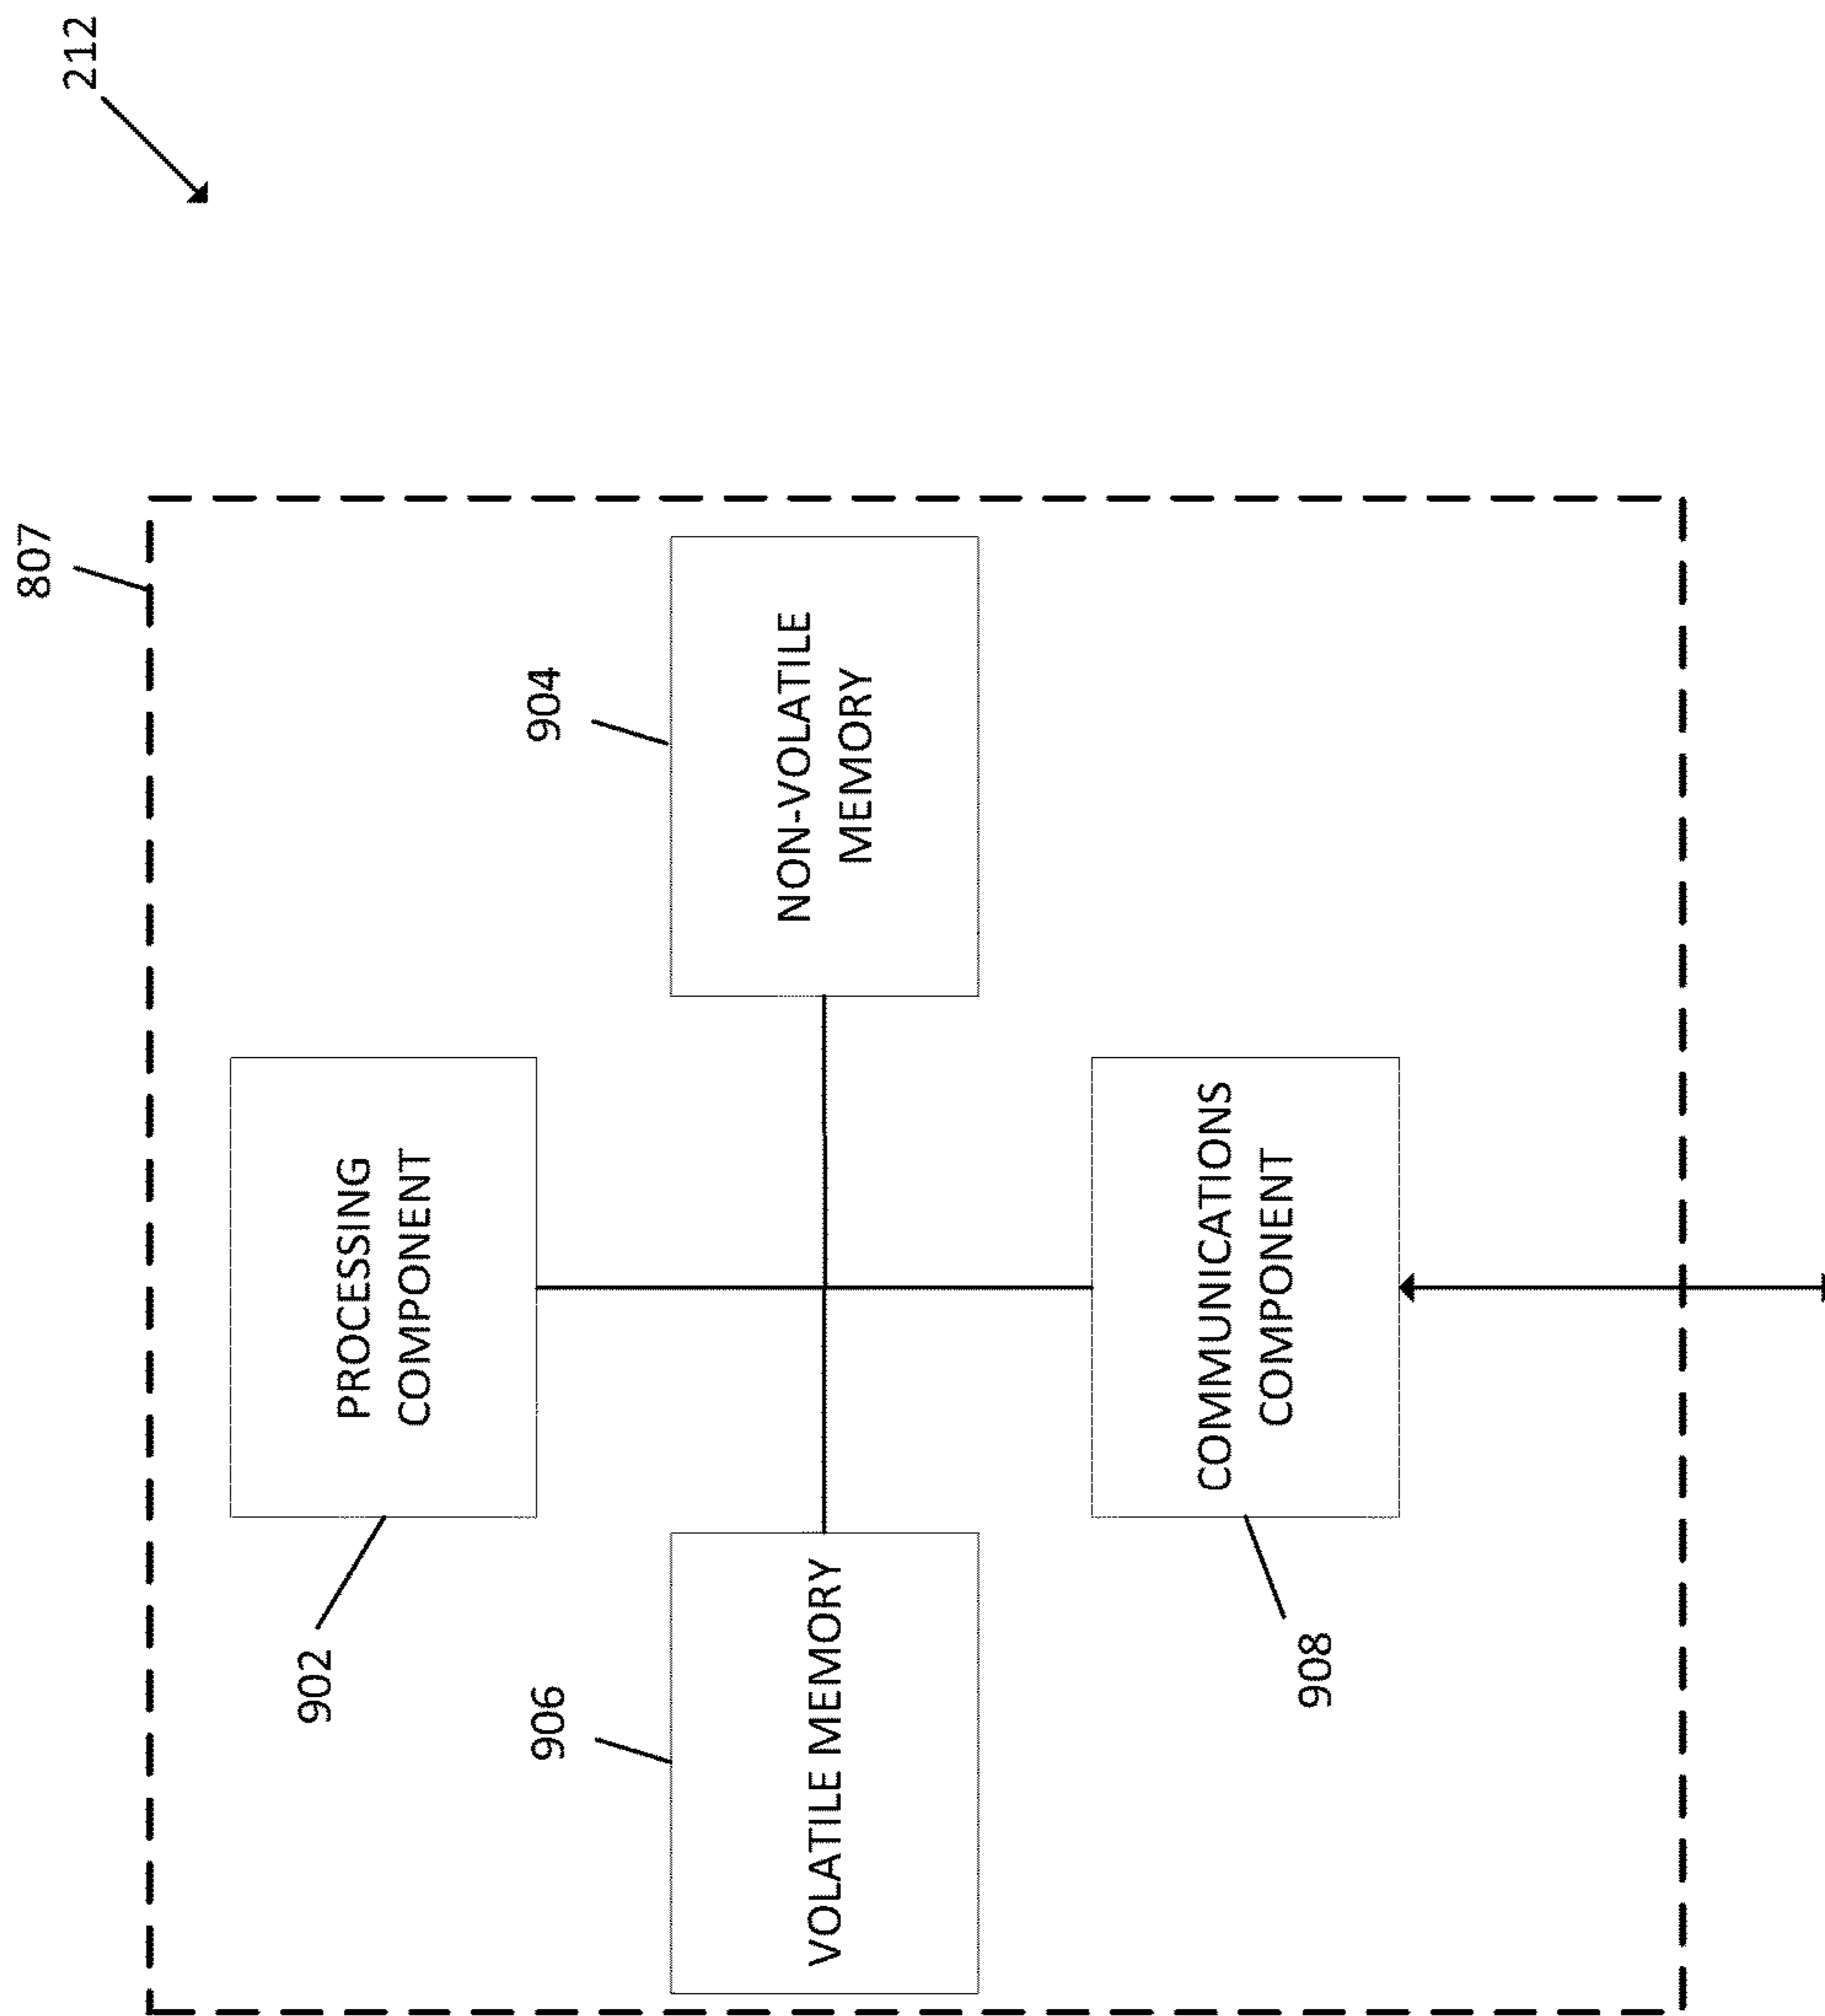 212
807
902
PROCESSING
COMPONENT
906
VOLATILE MEMORY
904
NON-VOLATILE
MEMORY
908
COMMUNICATIONS
COMPONENT